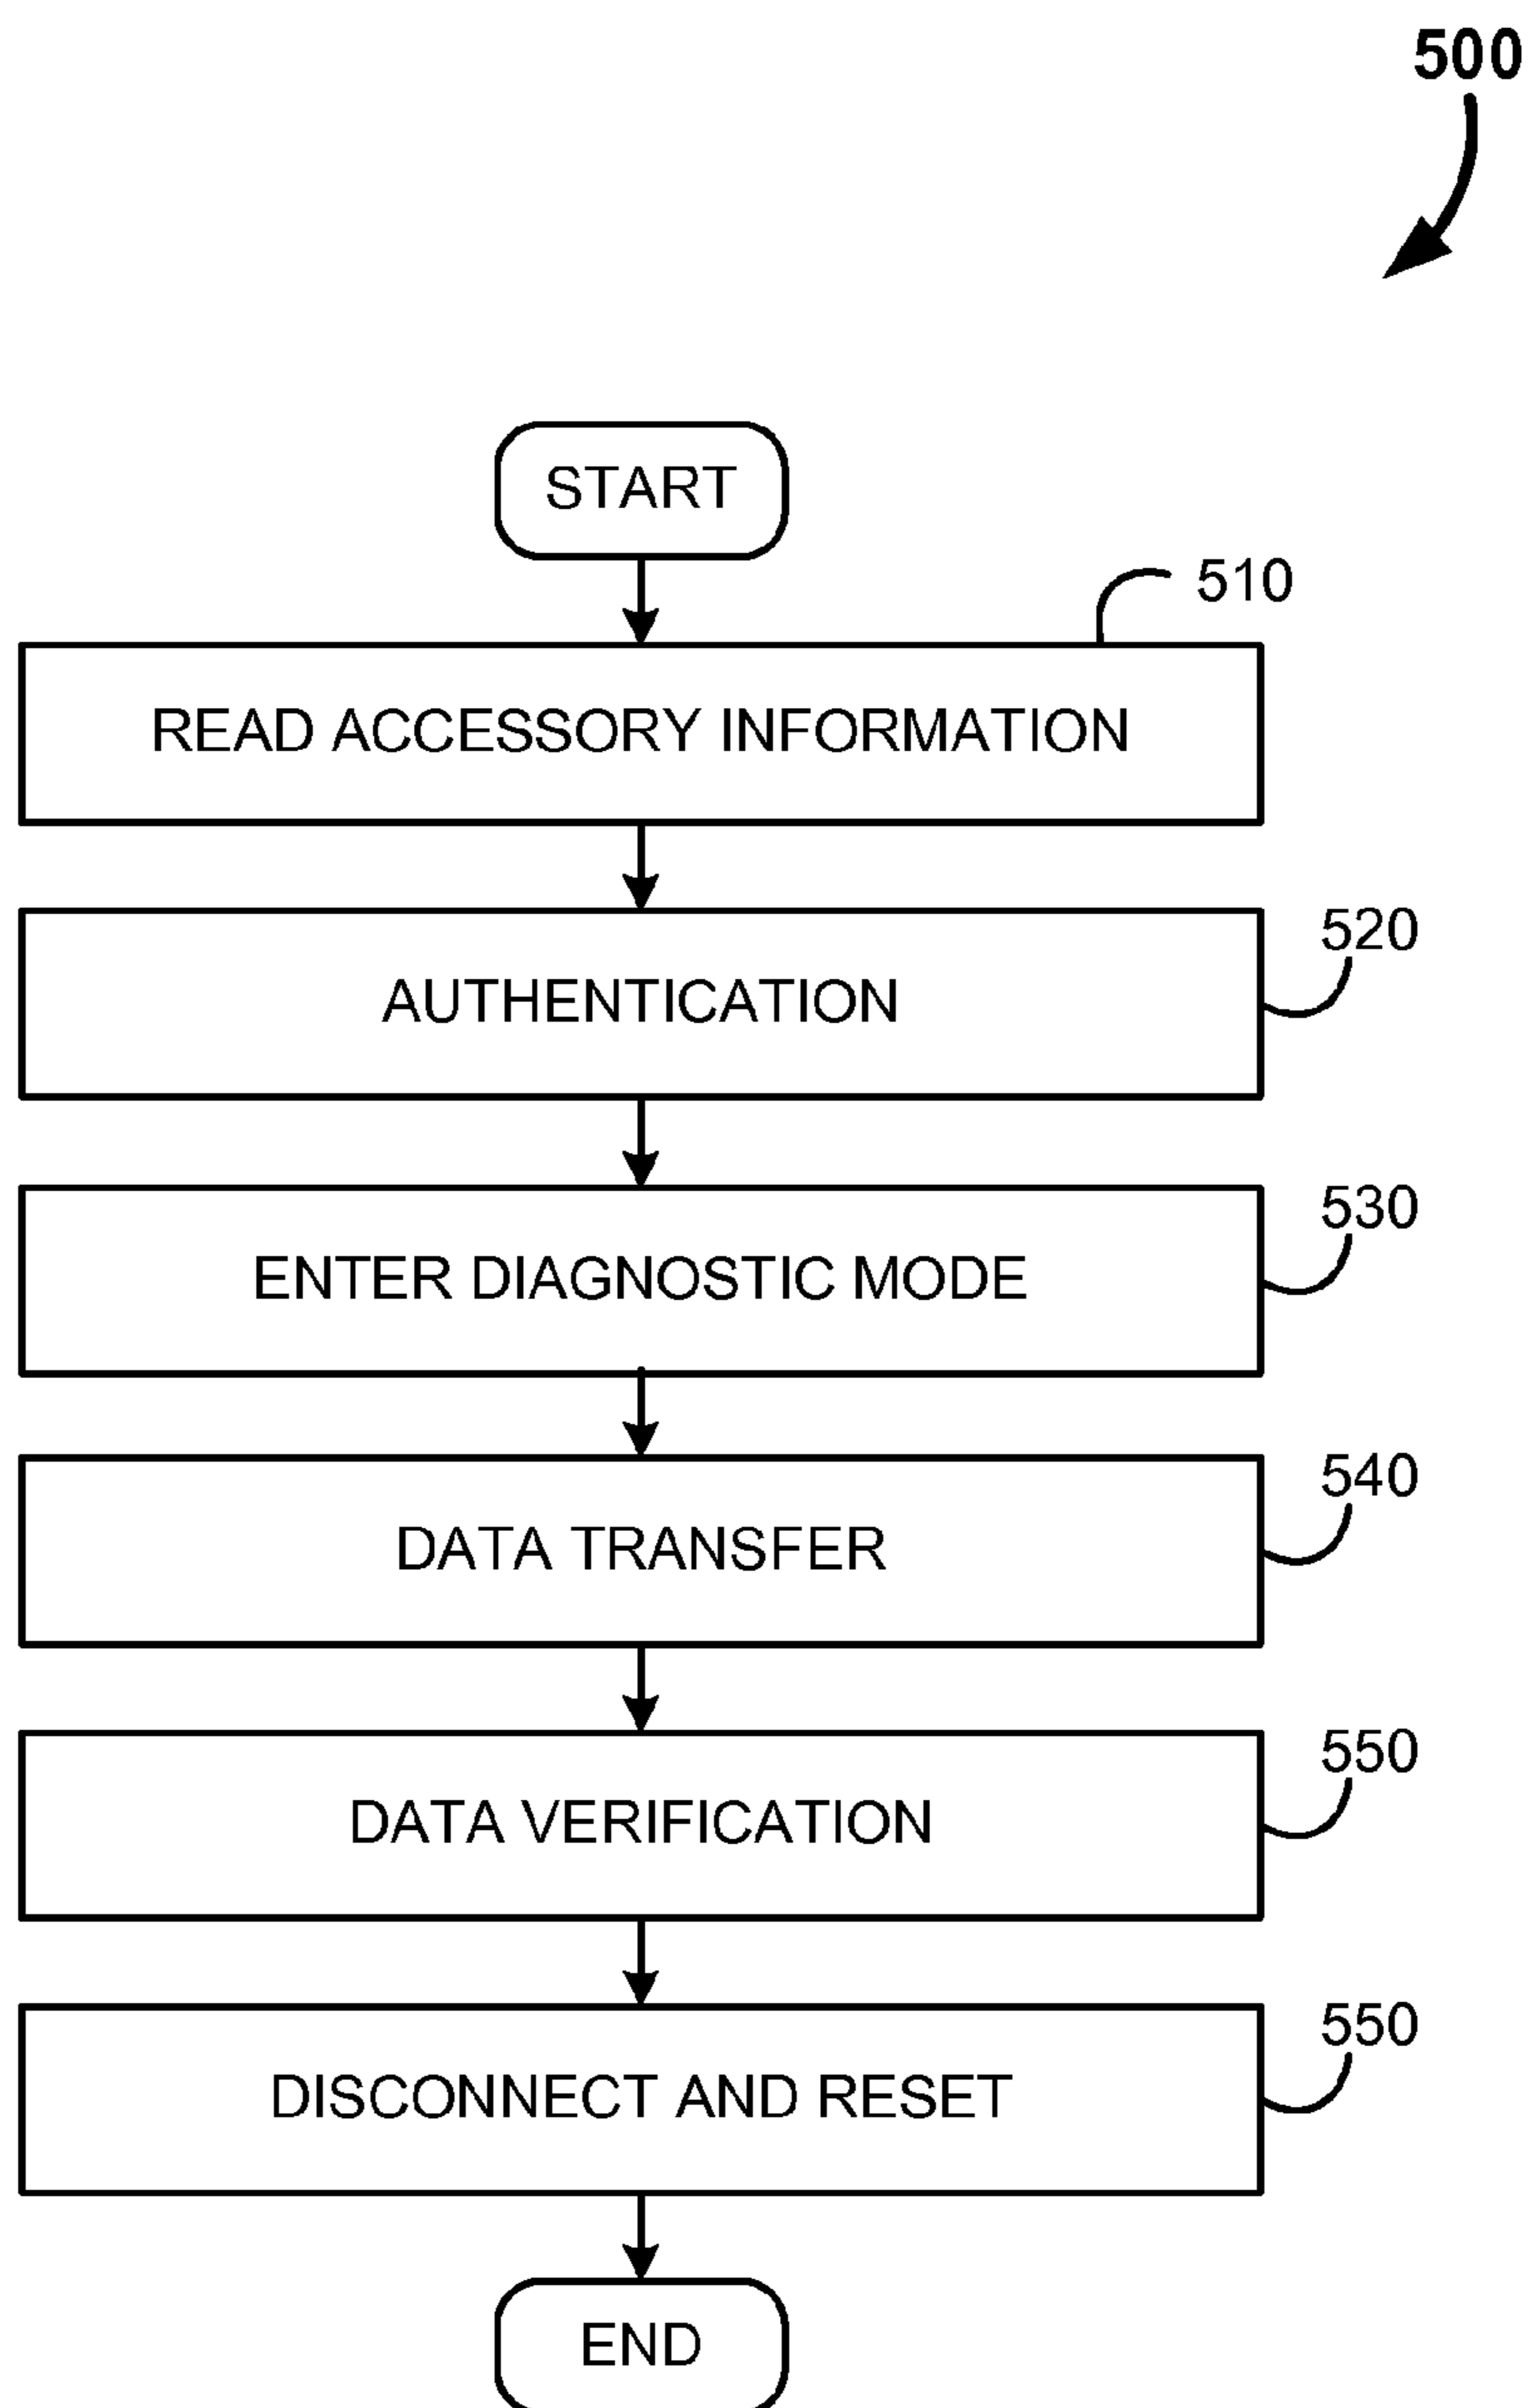 500
START
510
READ ACCESSORY INFORMATION
520
AUTHENTICATION
530
ENTER DIAGNOSTIC MODE
540
DATA TRANSFER
550
DATA VERIFICATION
550
DISCONNECT AND RESET
END